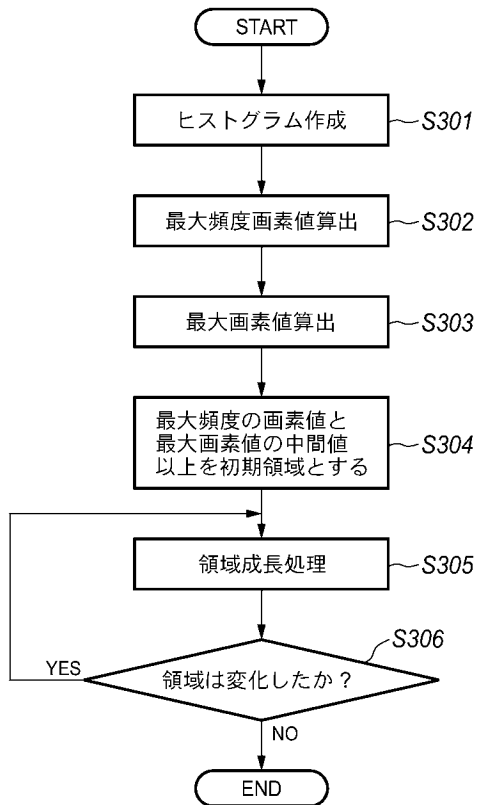 START
ヒストグラム作成
S301
最大頻度画素値算出
S302
最大画素値算出
S303
最大頻度の画素値と
最大画素値の中間値
以上を初期領域とする
S304
領域成長処理
S305
S306
領域は変化したか？
YES
NO
END